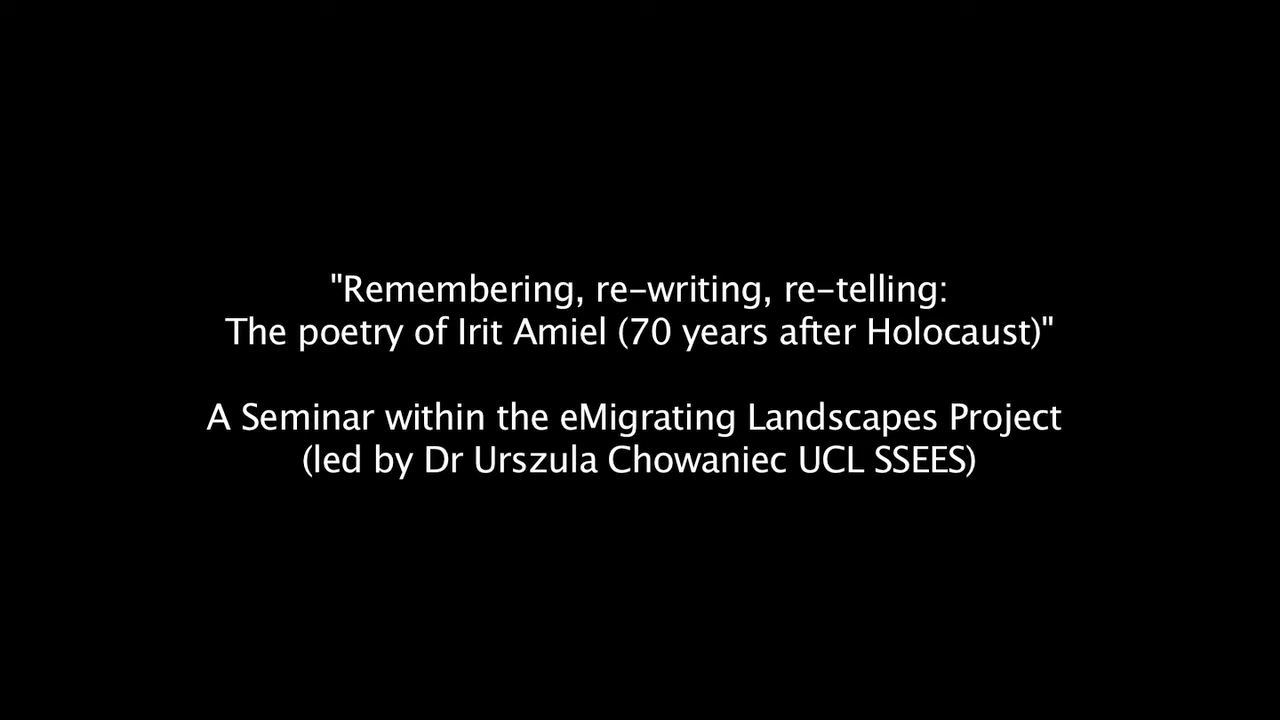 "Remembering, re-writing, re-telling:
The poetry of Irit Amiel (70 years after Holocaust)"
A Seminar within the eMigrating Landscapes Project
(led by Dr Urszula Chowaniec UCL SSEES)